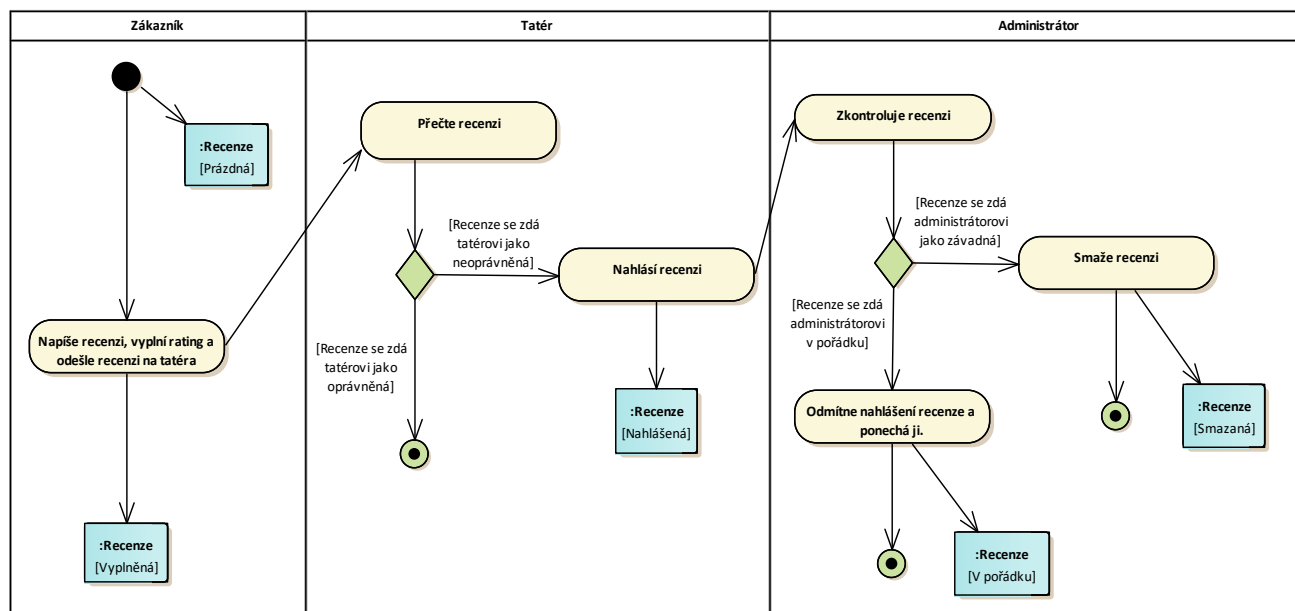 Zákazník
Tatér
Administrátor
:Recenze
[Prázdná]
Napíše recenzi, vyplní rating a
odešle recenzi na tatéra
:Recenze
[Vyplněná]
Přečte recenzi
[Recenze se zdá
tatérovi jako
neoprávněná]
Nahlásí recenzi
[Recenze se zdá
tatérovi jako
oprávněná]
:Recenze
[Nahlášená]
Zkontroluje recenzi
[Recenze se zdá
administrátorovi
jako závadná]
Smaže recenzi
[Recenze se zdá
administrátorovi
v pořádku]
Odmítne nahlášení recenze a
ponechá ji.
:Recenze
[Smazaná]
:Recenze
[V pořádku]